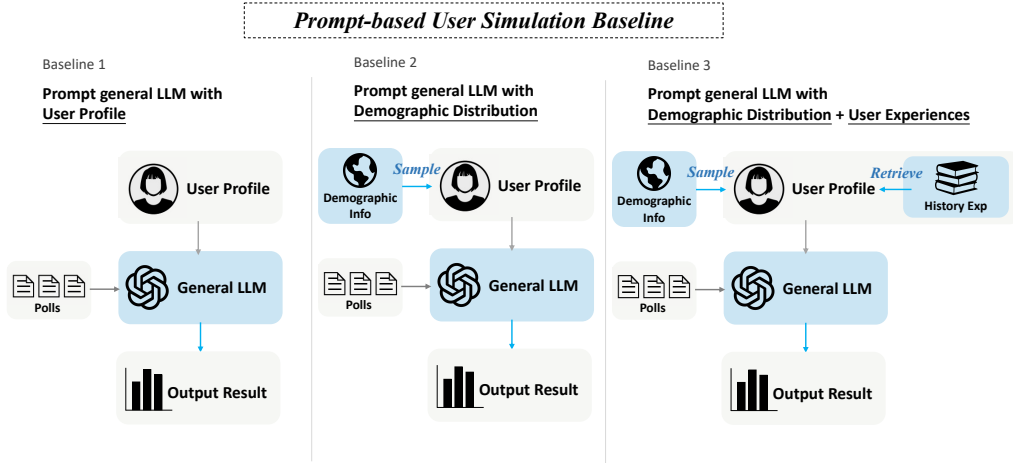 Prompt-based User Simulation Baseline
Baseline 1
Prompt general LLM with
User Profile
User Profile
Polls
General LLM
Output Result
Baseline 2
Prompt general LLM with
Demographic Distribution
Demographic
Info
Sample
User Profile
Polls
General LLM
Output Result
Baseline 3
Prompt general LLM with
Demographic Distribution + User Experiences
Demographic
Info
Sample
User Profile
Retrieve
History Exp
Polls
General LLM
Output Result